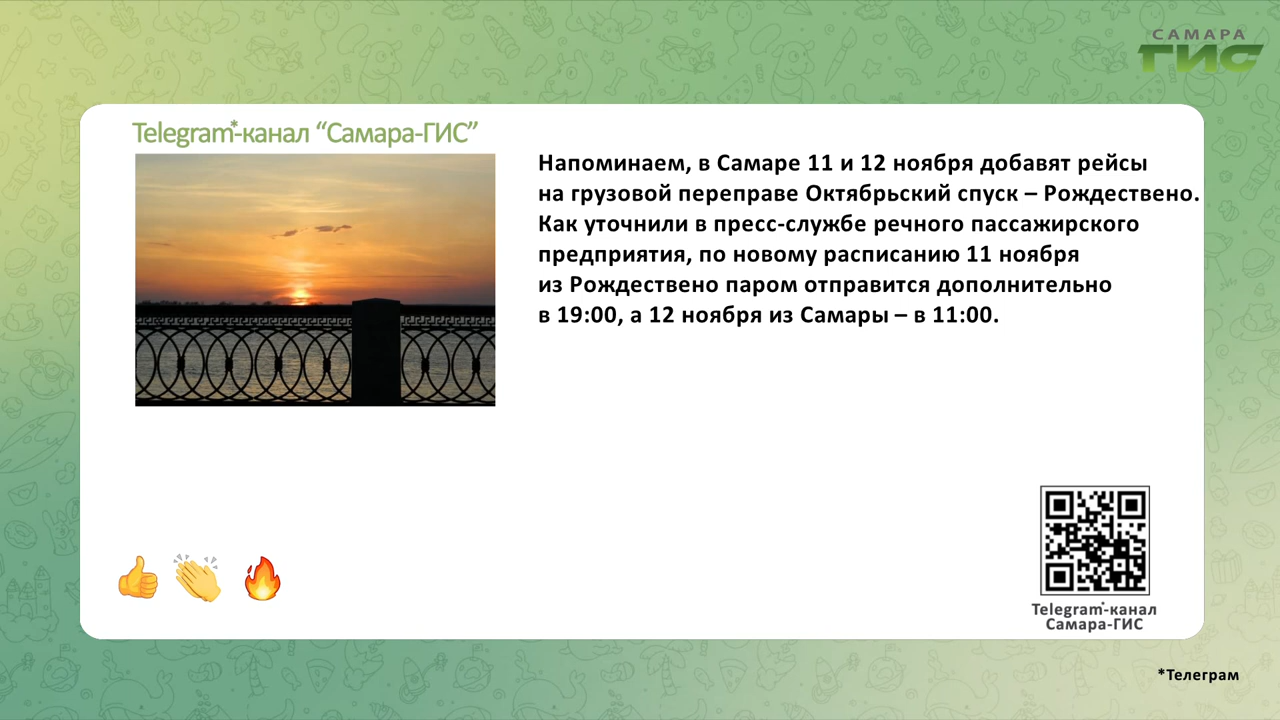 САМАРА
ГИС
Telegram*-канал “Самара-ГИС”
Напоминаем, в Самаре 11 и 12 ноября добавят рейсы
на грузовой переправе Октябрьский спуск – Рождествено.
Как уточнили в пресс-службе речного пассажирского
предприятия, по новому расписанию 11 ноября
из Рождествено паром отправится дополнительно
в 19:00, а 12 ноября из Самары – в 11:00.
Telegram*-канал
Самара-ГИС
*Телеграм